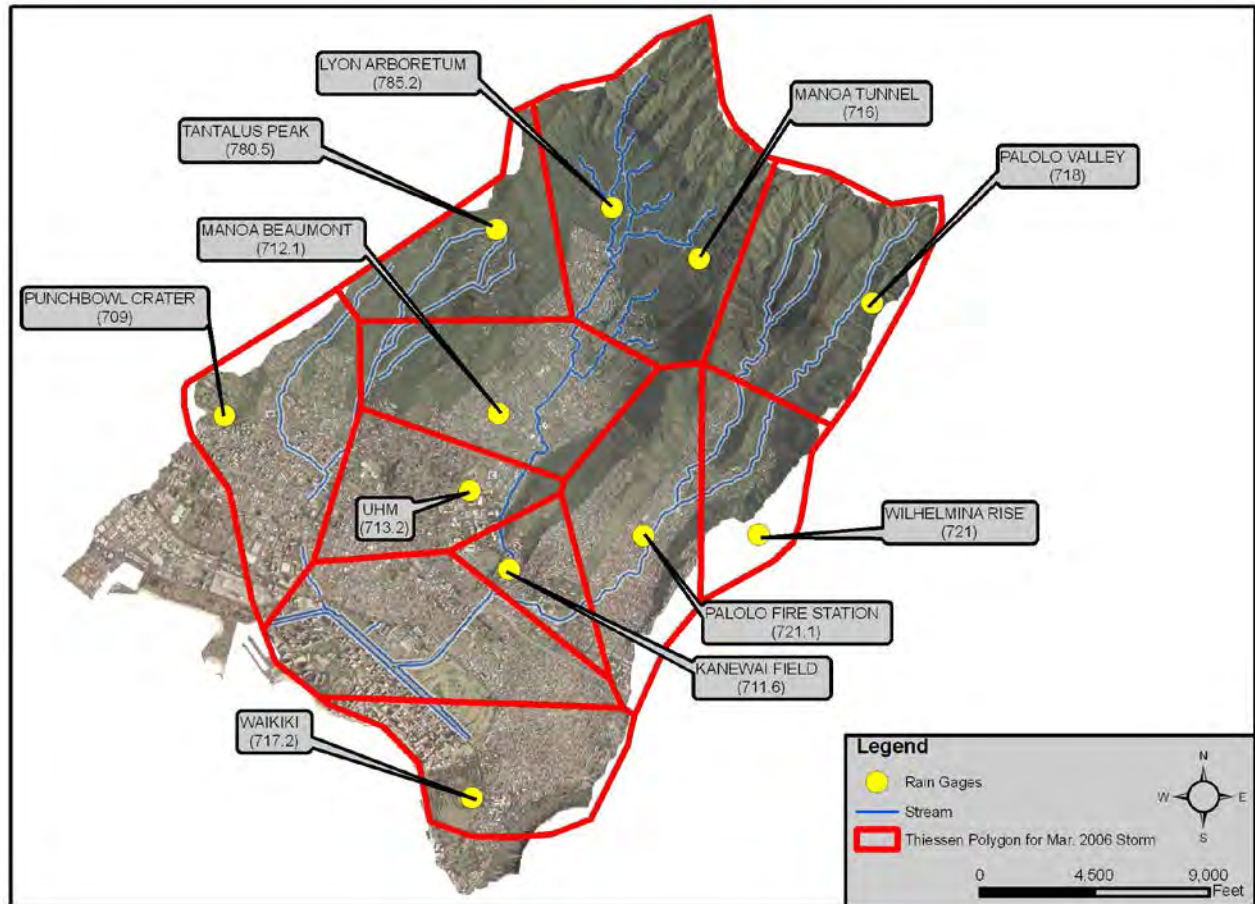 LYON ARBORETUM
(785.2)
MANOA TUNNEL
(716)
TANTALUS PEAK
(780.5)
PALOLO VALLEY
(718)
MANOA BEAUMONT
(712.1)
PUNCHBOWL CRATER
(709)
UHM
(713.2)
WILHELMINA RISE
(721)
PALOLO FIRE STATION
(721.1)
KANEWAI FIELD
(711.6)
WAIKIKI
(717.2)
Legend
Rain Gages
Stream
Thiessen Polygon for Mar. 2006 Storm
N
W E
S
0 4,500 9,000
Feet